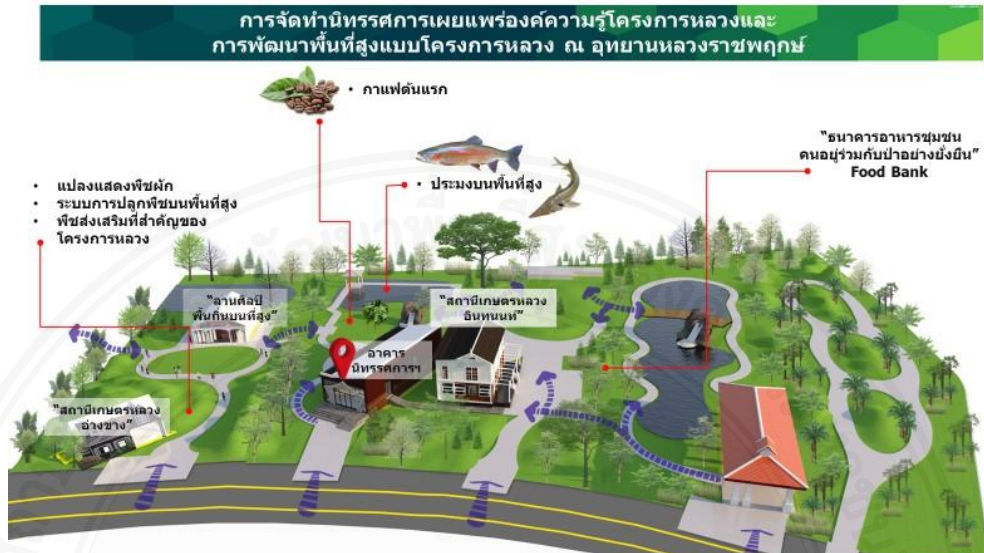 การจัดทำนิทรรศการเผยแพร่องค์ความรู้โครงการหลวงและ
การพัฒนาพื้นที่สูงแบบโครงการหลวง ณ อุทยานหลวงราชพฤกษ์
• กาแฟต้นแรก
• ประมงบนพื้นที่สูง
"ธนาคารอาหารชุมชน
คนอยู่ร่วมกับป่าอย่างยั่งยืน"
Food Bank
• แปลงแสดงพืชผัก
• ระบบการปลูกพืชบนพื้นที่สูง
• พืชส่งเสริมที่สำคัญของ
โครงการหลวง
"ลานศิลป์
พื้นถิ่นบนที่สูง"
"สถานีเกษตรหลวง
อินทนนท์"
อาคาร
นิทรรศการฯ
"สถานีเกษตรหลวง
อ่างขาง"